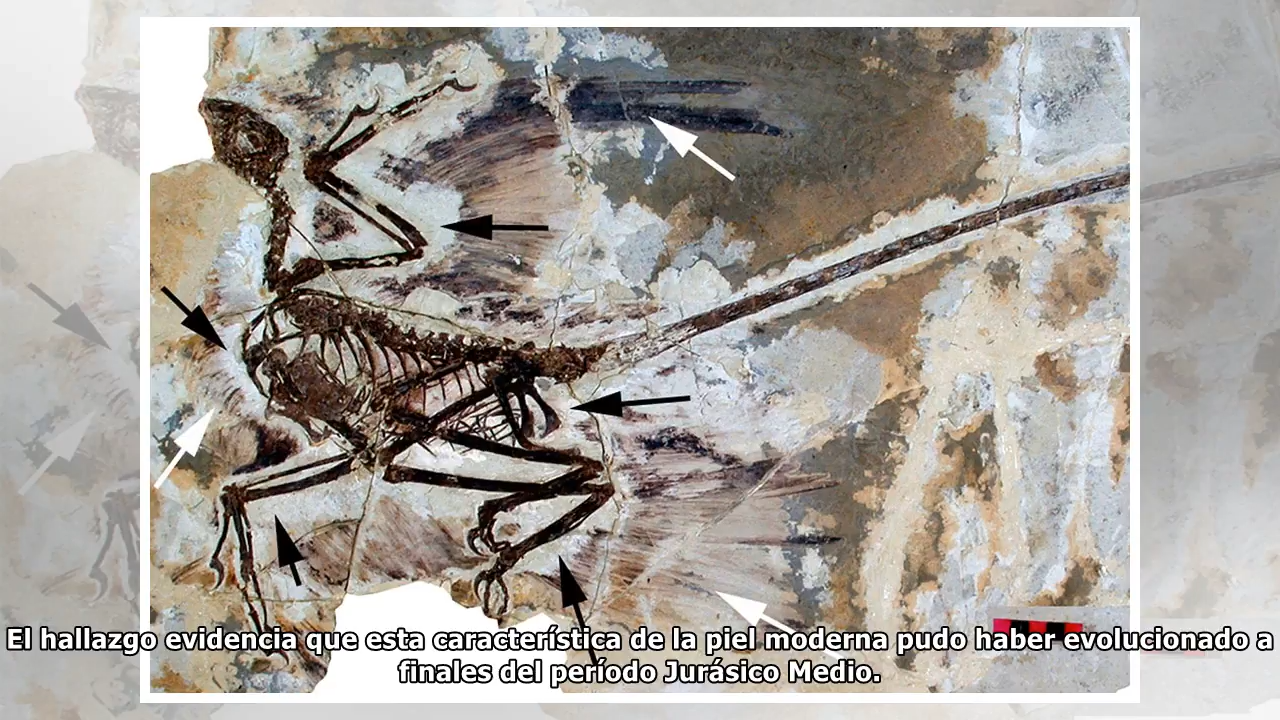 El hallazgo evidencia que esta característica de la piel moderna pudo haber evolucionado a
finales del período Jurásico Medio.